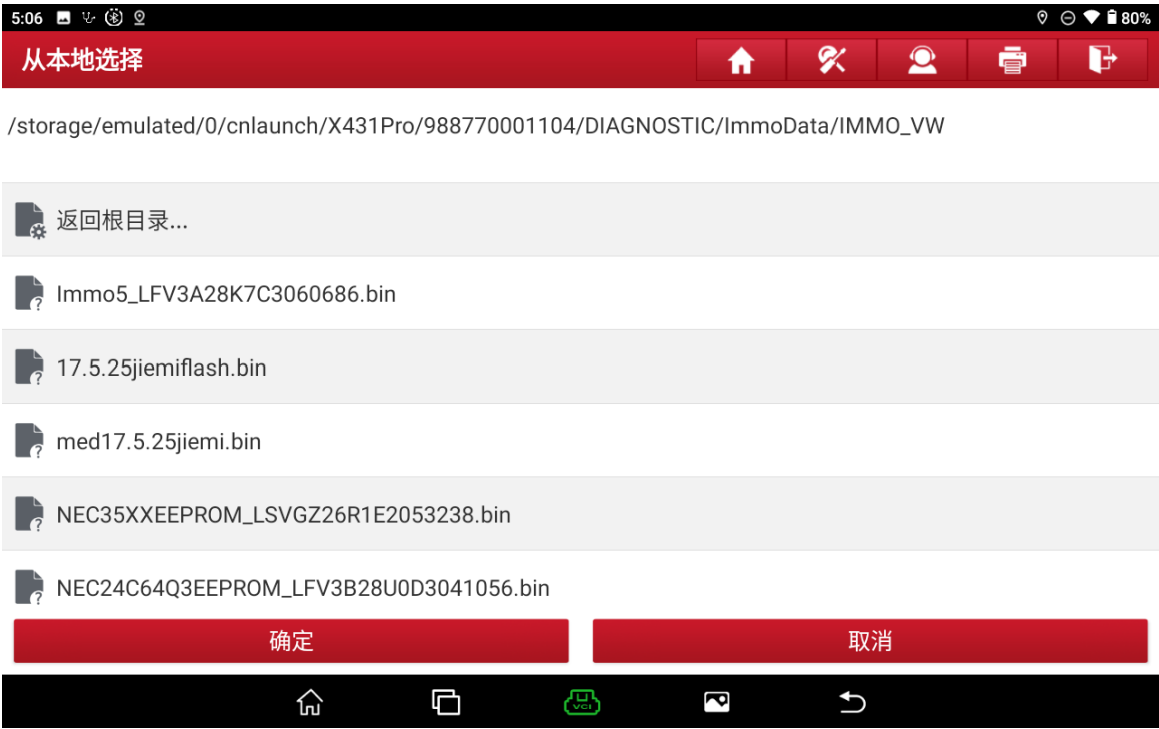 5:06
80%
从本地选择
/storage/emulated/0/cnlaunch/X431Pro/988770001104/DIAGNOSTIC/ImmoData/IMMO_VW
返回根目录...
Immo5_LFV3A28K7C3060686.bin
17.5.25jiemiflash.bin
med17.5.25jiemi.bin
NEC35XXEEPROM_LSVGZ26R1E2053238.bin
NEC24C64Q3EEPROM_LFV3B28U0D3041056.bin
确定
取消
VCI